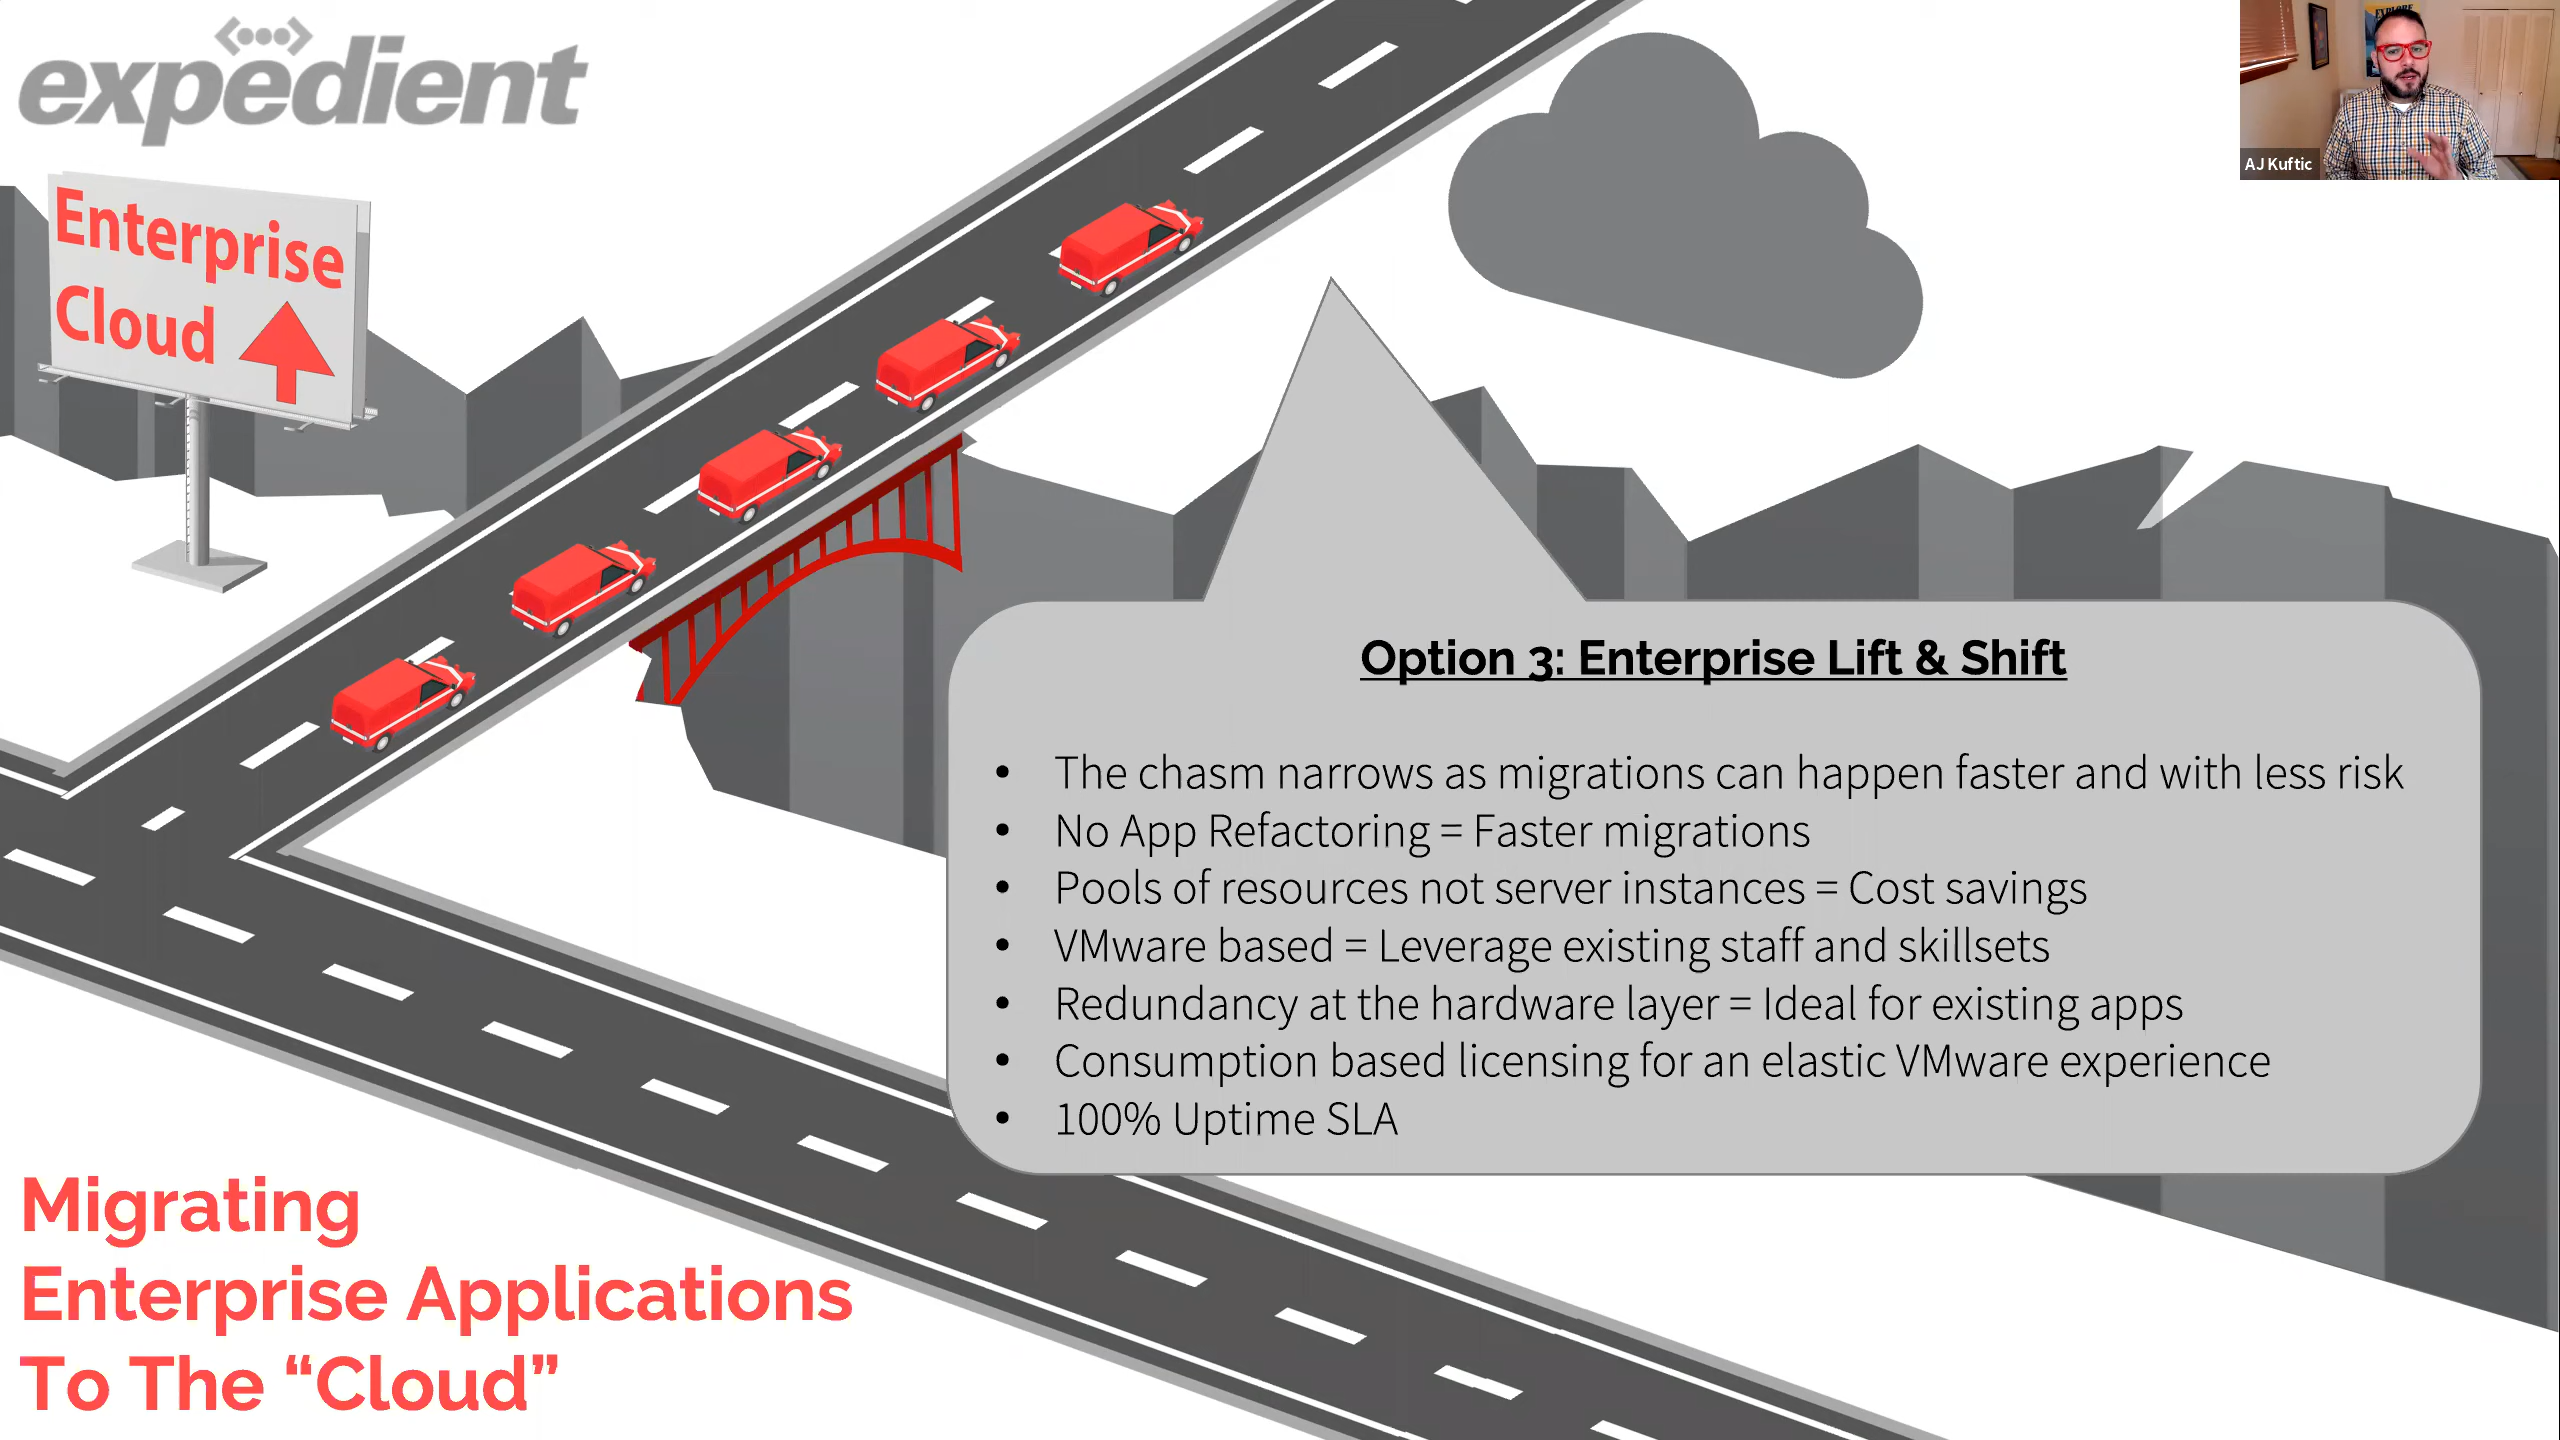 expedient
EXPLORE
AJ Kuftic
Enterprise
Cloud
Option 3: Enterprise Lift & Shift
• The chasm narrows as migrations can happen faster and with less risk
• No App Refactoring = Faster migrations
• Pools of resources not server instances = Cost savings
• VMware based = Leverage existing staff and skillsets
• Redundancy at the hardware layer = Ideal for existing apps
• Consumption based licensing for an elastic VMware experience
• 100% Uptime SLA
Migrating
Enterprise Applications
To The “Cloud”